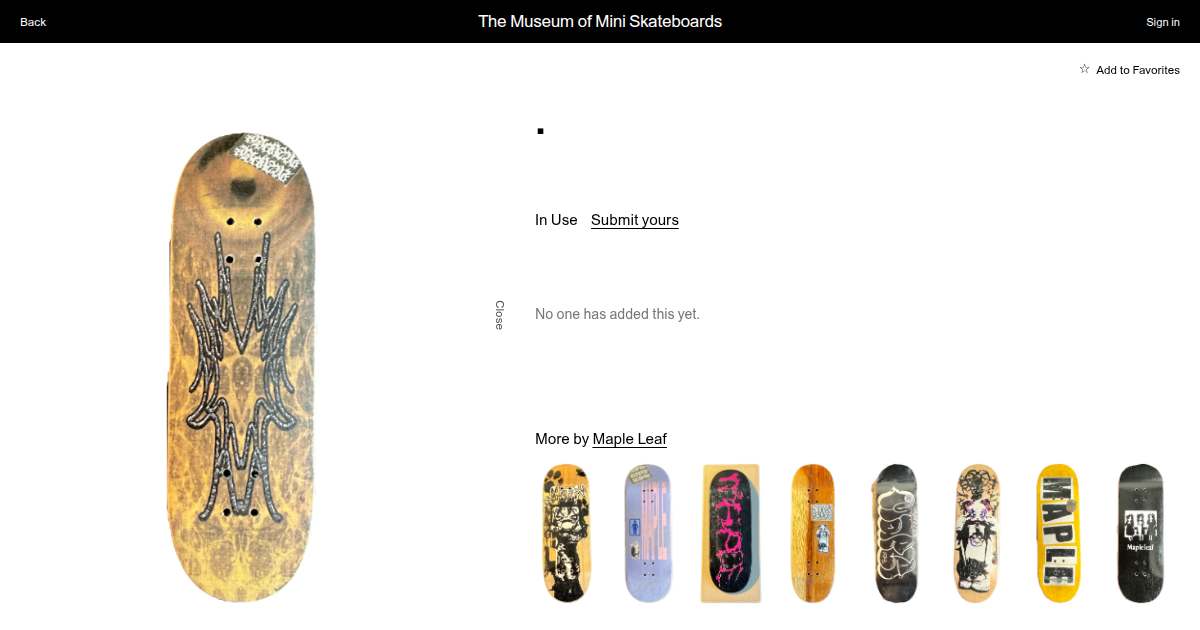 Back
The Museum of Mini Skateboards
Sign in
☆ Add to Favorites
.
In Use
Submit yours
Close
No one has added this yet.
More by Maple Leaf
MAPLE
Mapleleaf